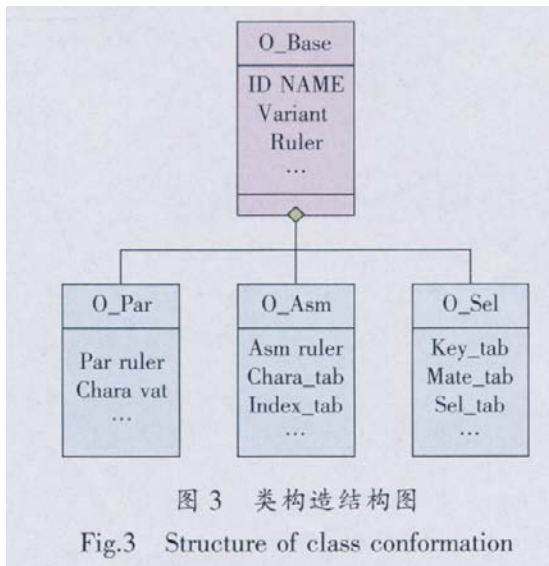 O_Base
ID NAME
Variant
Ruler
…
O_Par
Par ruler
Chara vat
…
O_Asm
Asm ruler
Chara_tab
Index_tab
…
O_Sel
Key_tab
Mate_tab
Sel_tab
…
图 3 类构造结构图
Fig.3 Structure of class conformation